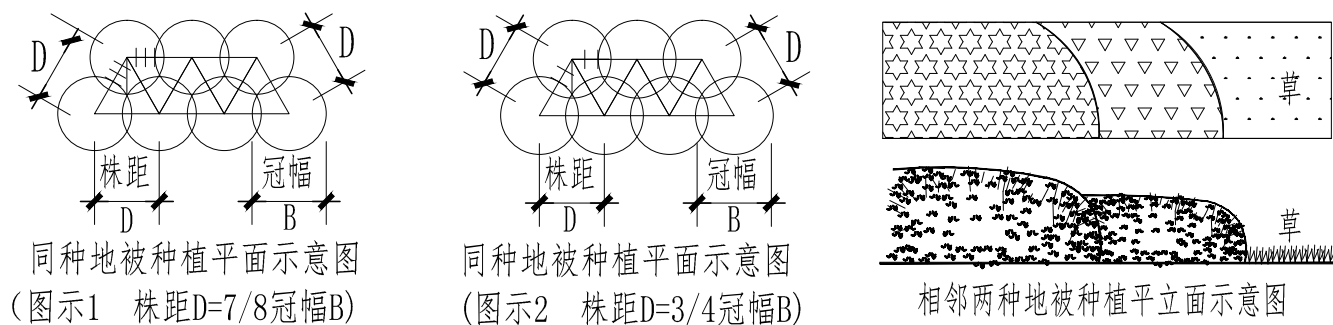 D
D
株距
冠幅
D
B
同种地被种植平面示意图
(图示1 株距D=7/8冠幅B)
D
D
株距
冠幅
D
B
同种地被种植平面示意图
(图示2 株距D=3/4冠幅B)
草
草
相邻两种地被种植平立面示意图